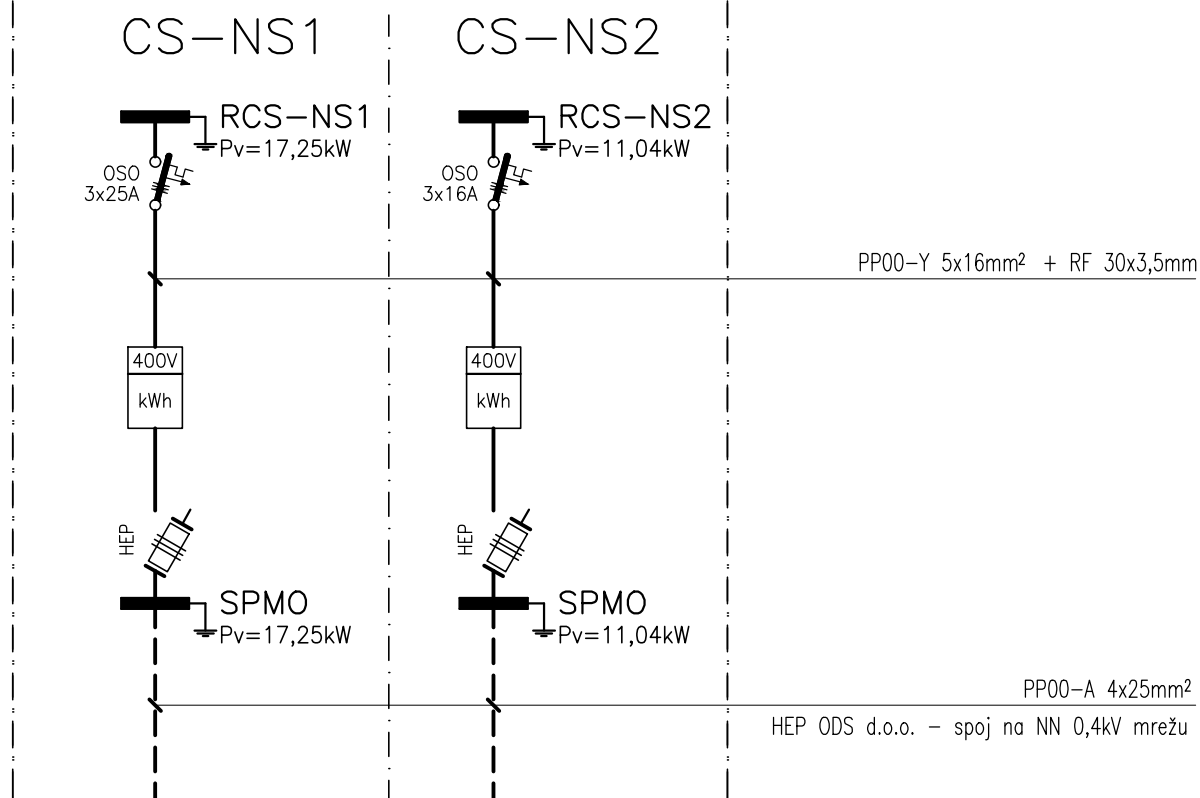 CS-NS1
CS-NS2
RCS-NS1
Pv=17,25kW
RCS-NS2
Pv=11,04kW
OSO
3x25A
OSO
3x16A
PP00-Y 5x16mm² + RF 30x3,5mm
400V
kWh
400V
kWh
HEP
HEP
SPMO
Pv=17,25kW
SPMO
Pv=11,04kW
PP00-A 4x25mm²
HEP ODS d.o.o. - spoj na NN 0,4kV mrežu